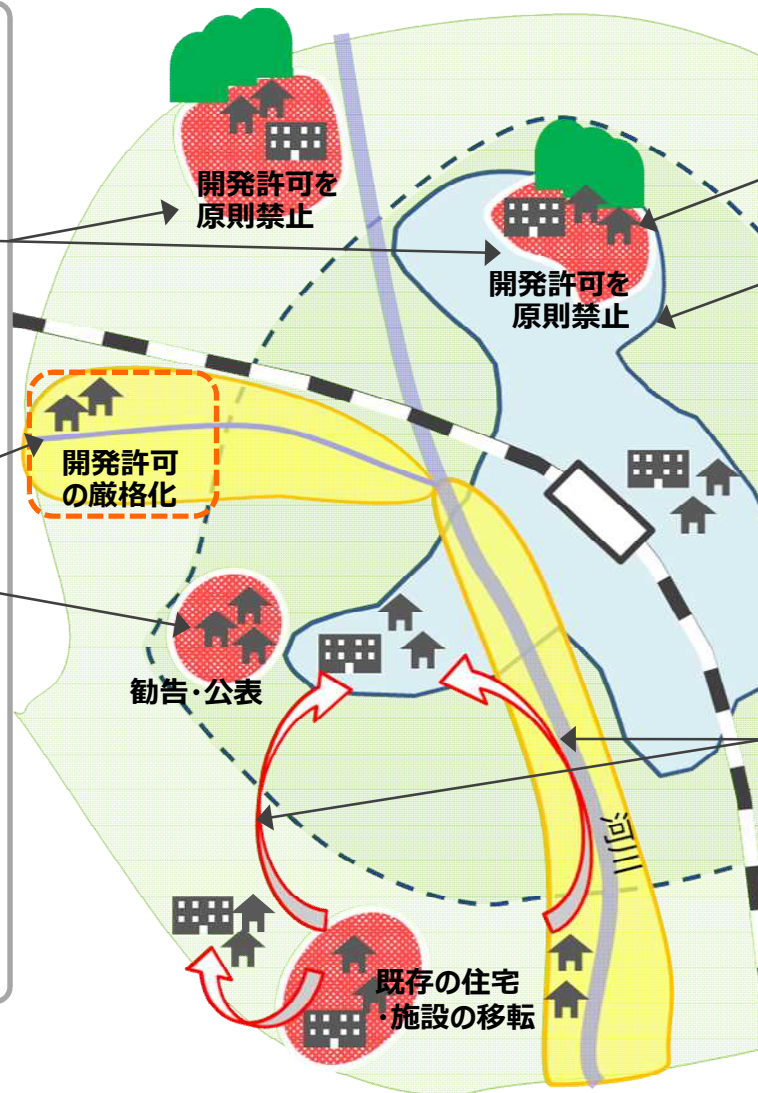 開発許可を
原則禁止
開発許可を
原則禁止
開発許可
の厳格化
勧告・公表
河川
既存の住宅
・施設の移転